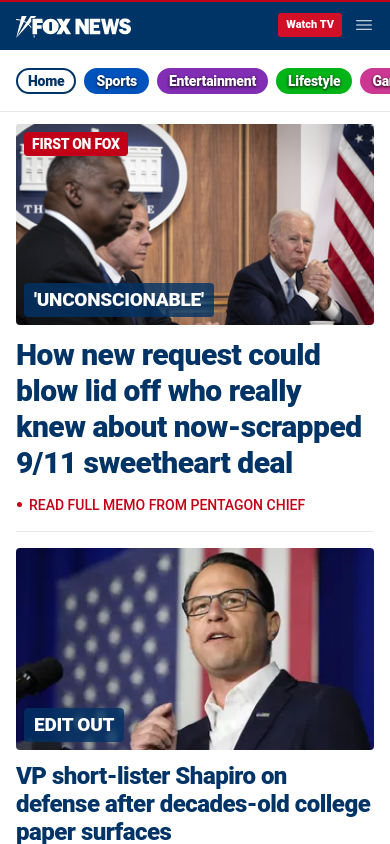 FOX NEWS
Watch TV
Home
Sports
Entertainment
Lifestyle
FIRST ON FOX
'UNCONSCIONABLE'
How new request could
blow lid off who really
knew about now-scrapped
9/11 sweetheart deal
• READ FULL MEMO FROM PENTAGON CHIEF
EDIT OUT
VP short-lister Shapiro on
defense after decades-old college
paper surfaces